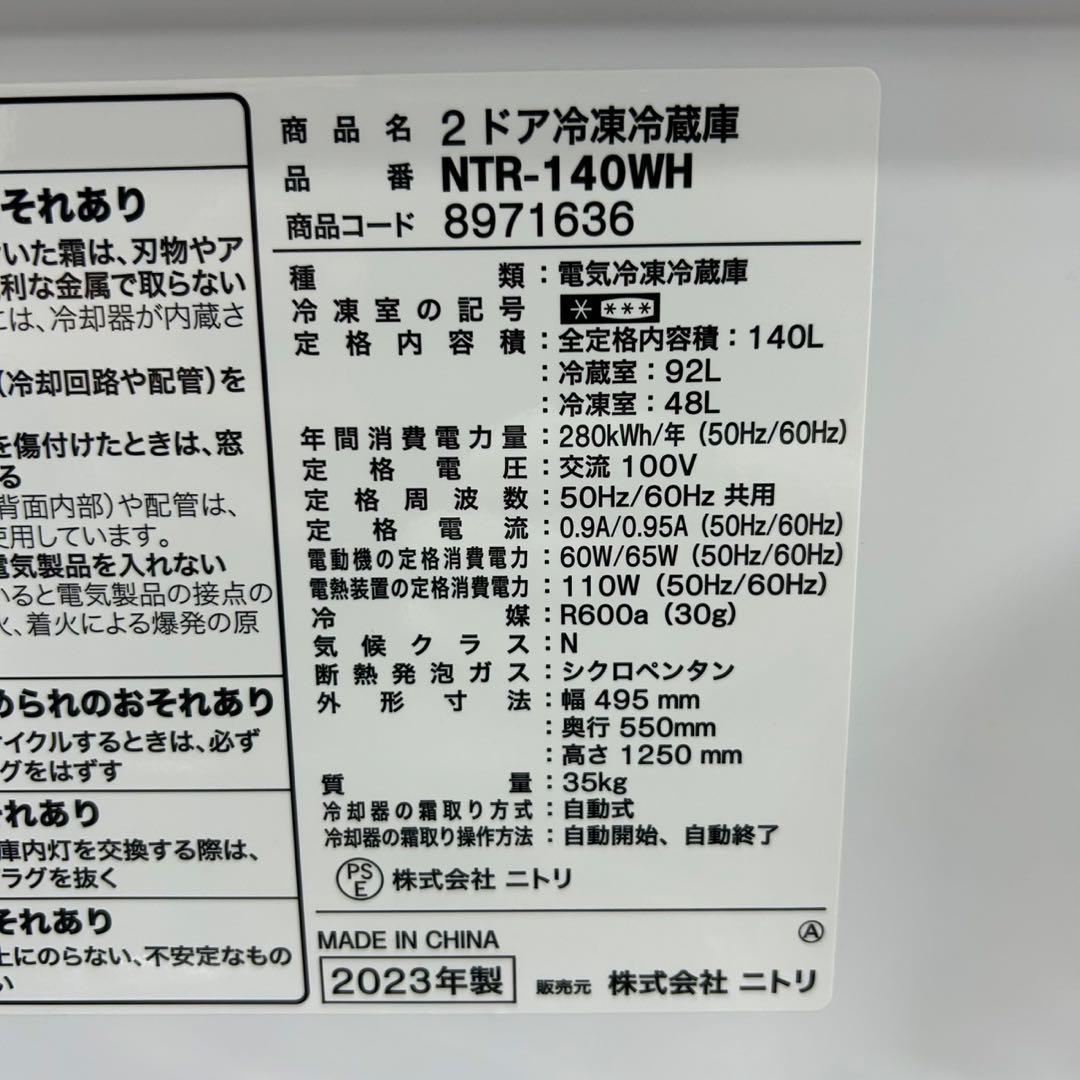 それあり
いた霜は、刃物やア
利な金属で取らない
には、冷却器が内蔵さ
(冷却回路や配管)を
を傷付けたときは、窓
る
背面内部)や配管は、
使用しています。
電気製品を入れない
いると電気製品の接点の
火、着火による爆発の原
められのおそれあり
サイクルするときは、必ず
グをはずす
それあり
庫内灯を交換する際は、
ラグを抜く
それあり
上にのらない、不安定なもの
い
商品名 2ドア冷凍冷蔵庫
品番 NTR-140WH
商品コード 8971636
種類:電気冷凍冷蔵庫
冷凍室の記号 * ***
定格内容積:全定格内容積:140L
:冷蔵室:92L
:冷凍室:48L
年間消費電力量:280kWh/年(50Hz/60Hz)
定格電圧:交流 100V
定格周波数:50Hz/60Hz 共用
定格電流:0.9A/0.95A(50Hz/60Hz)
電動機の定格消費電力:60W/65W(50Hz/60Hz)
電熱装置の定格消費電力:110W(50Hz/60Hz)
冷媒:R600a(30g)
気候クラス:N
断熱発泡ガス:シクロペンタン
外形寸法:幅 495 mm
:奥行 550mm
:高さ 1250 mm
質量:35kg
冷却器の霜取り方式:自動式
冷却器の霜取り操作方法:自動開始、自動終了
PSE 株式会社 ニトリ
MADE IN CHINA Ⓐ
2023年製 販売元 株式会社 ニトリ